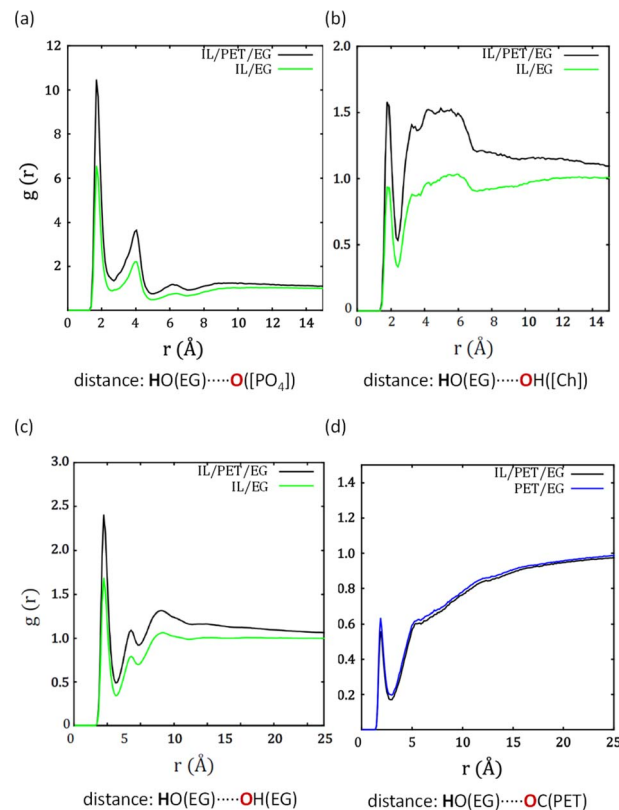 (a)
12
10
8
6
4
2
0
2
4
6
8
10
12
14
g (r)
r (Å)
IL/PET/EG
IL/EG
distance: HO(EG)·····O([PO₄])
(b)
2.0
1.5
1.0
0.5
0
0
2
4
6
8
10
12
14
r (Å)
IL/PET/EG
IL/EG
distance: HO(EG)·····OH([Ch])
(c)
3.0
2.5
2.0
1.5
1.0
0.5
0
0
5
10
15
20
25
g (r)
r (Å)
IL/PET/EG
IL/EG
distance: HO(EG)·····OH(EG)
(d)
1.4
1.2
1.0
0.8
0.6
0.4
0.2
0
5
10
15
20
25
r (Å)
IL/PET/EG
PET/EG
distance: HO(EG)·····OC(PET)